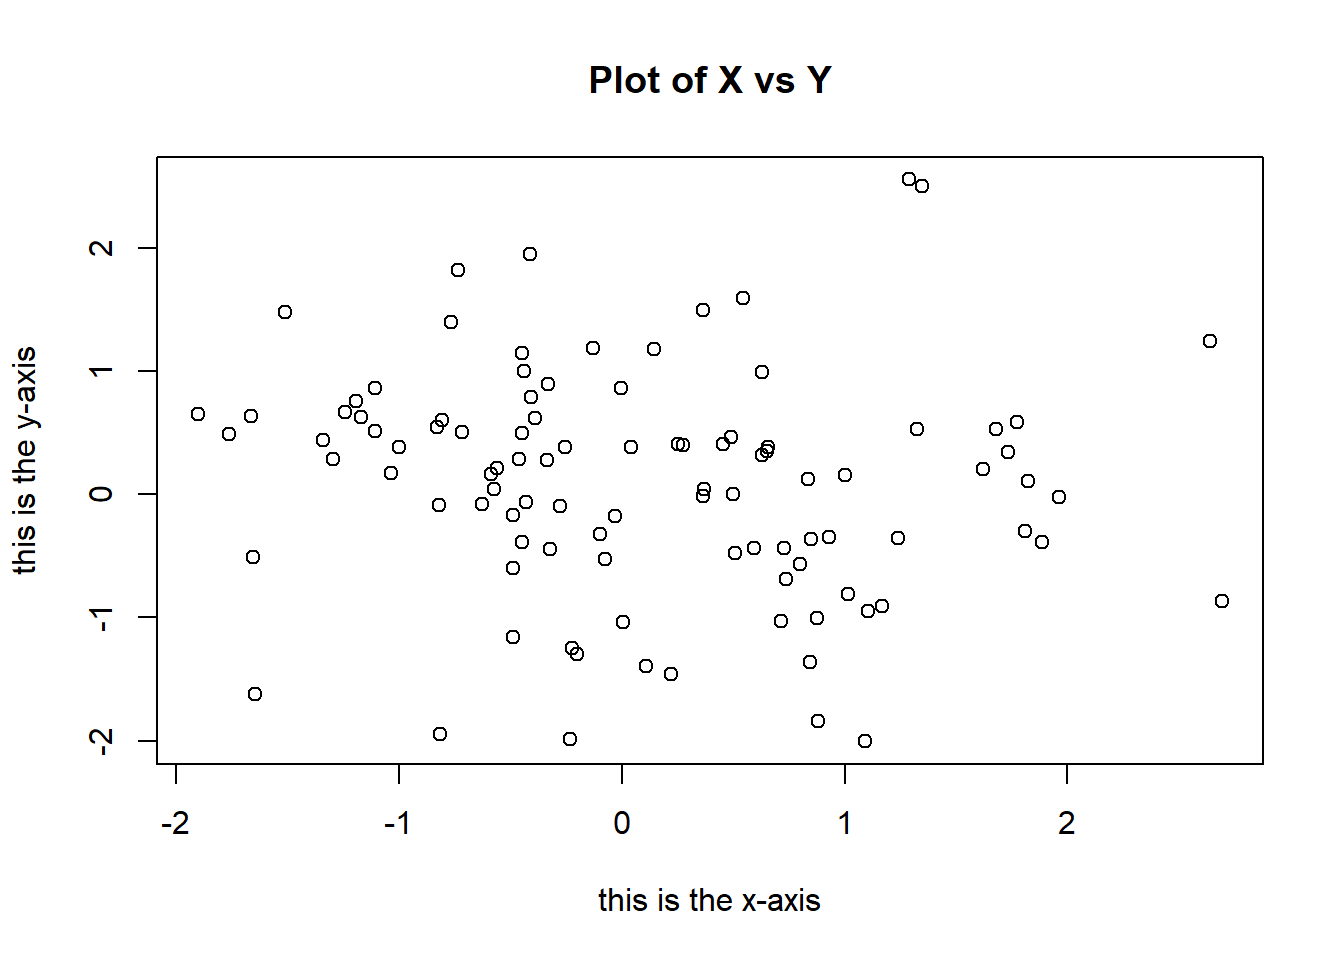 Plot of X vs Y
this is the y-axis
2
1
0
-1
-2
-2 -1 0 1 2
this is the x-axis